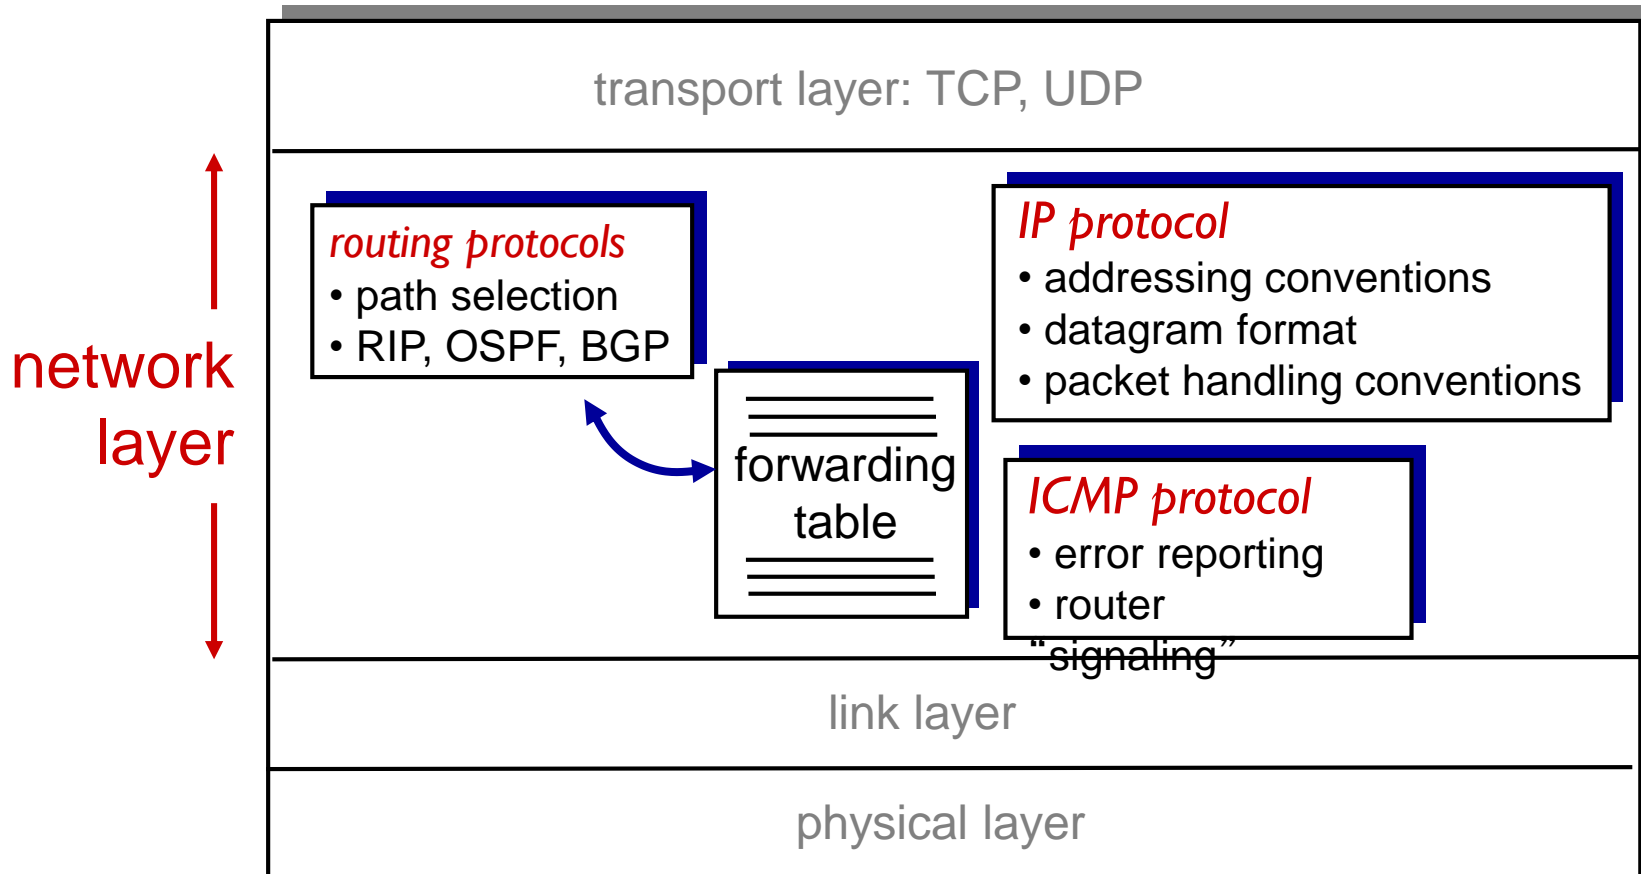 transport layer: TCP, UDP
network
layer
routing protocols
• path selection
• RIP, OSPF, BGP
forwarding
table
IP protocol
• addressing conventions
• datagram format
• packet handling conventions
ICMP protocol
• error reporting
• router
“signaling”
link layer
physical layer